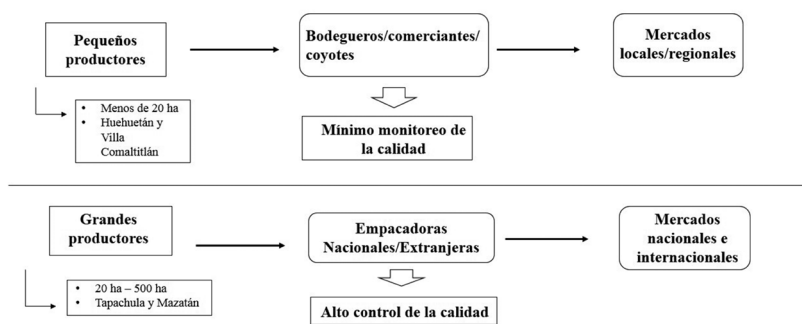 Pequeños
productores
Bodegueros/comerciantes/
coyotes
Mercados
locales/regionales
• Menos de 20 ha
• Huehuetán y
Villa
Comaltitlán
Mínimo monitoreo de
la calidad
Grandes
productores
Empacadoras
Nacionales/Extranjeras
Mercados
nacionales e
internacionales
• 20 ha – 500 ha
• Tapachula y Mazatán
Alto control de la calidad